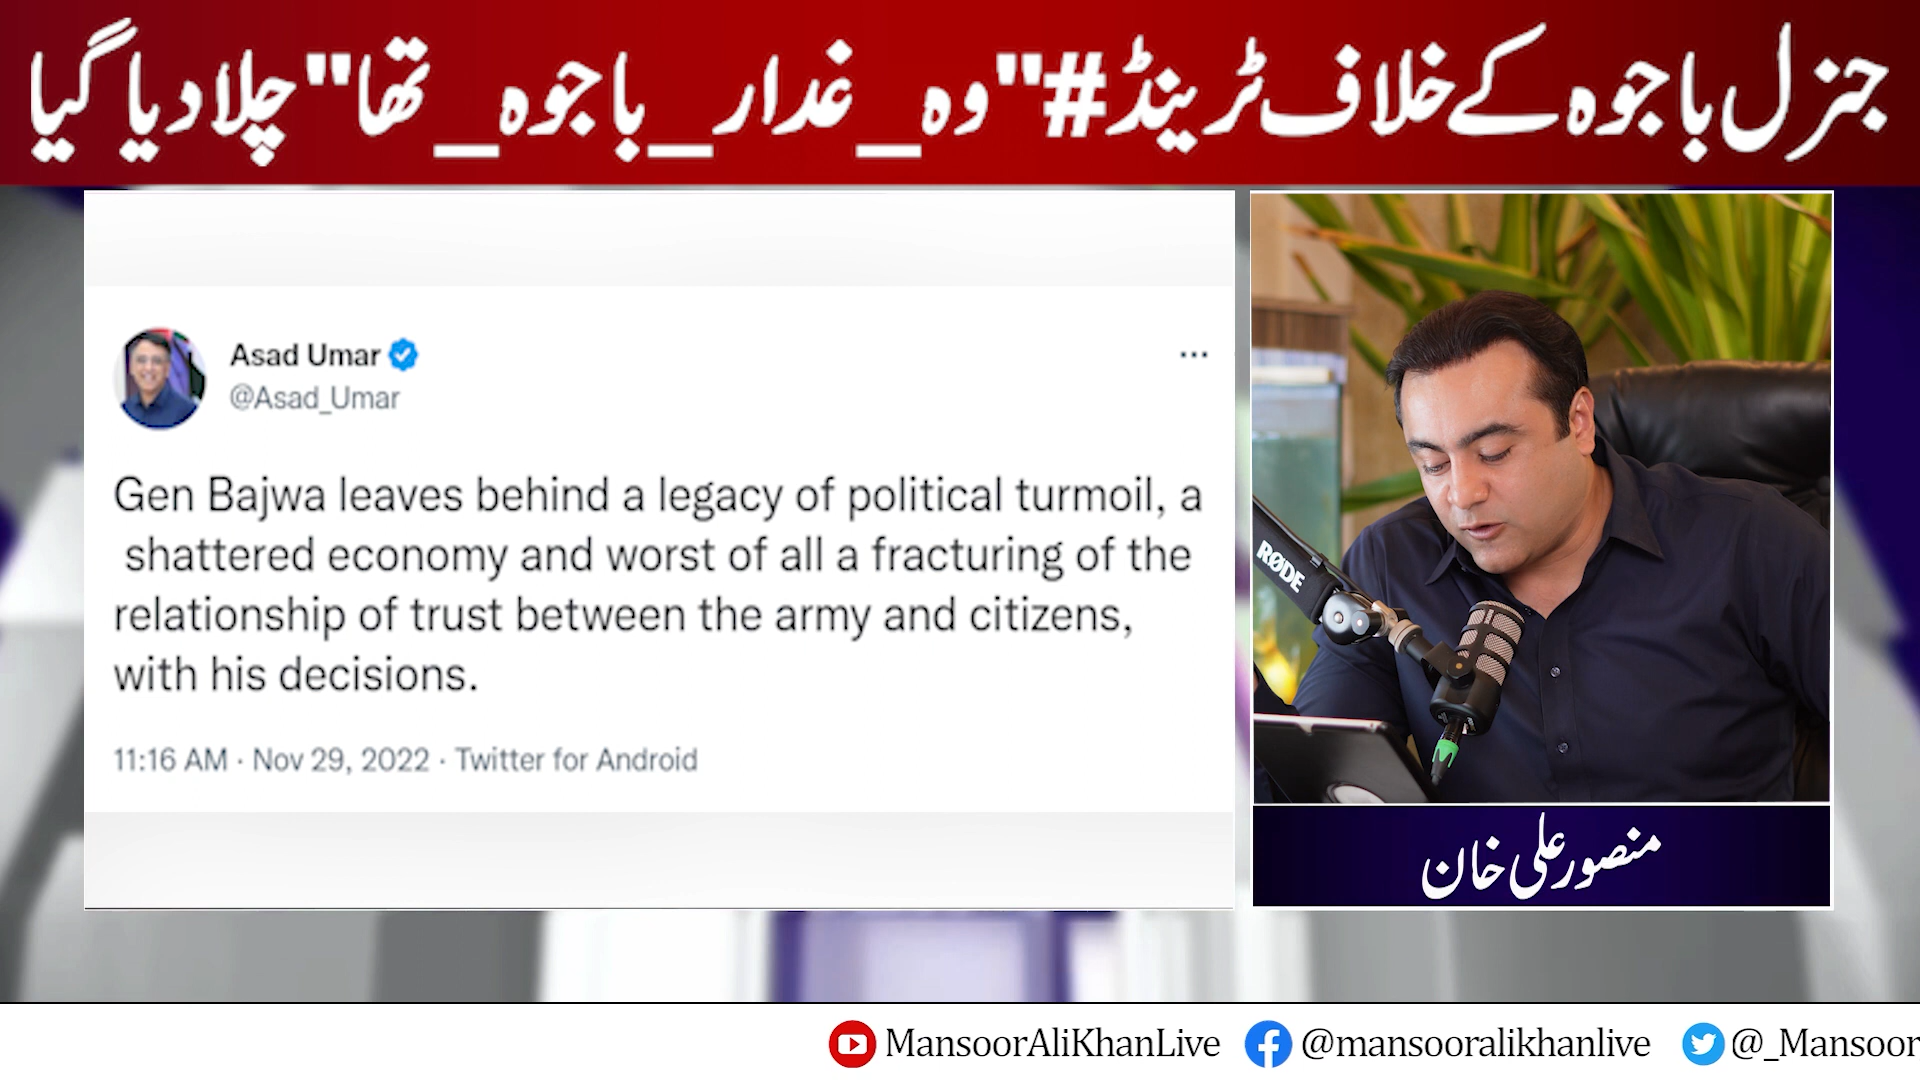 جنرل باجوہ کے خلاف ٹرینڈ#"وہ_غدار_باجوہ_تھا"چلا دیا گیا
Asad Umar
@Asad_Umar
Gen Bajwa leaves behind a legacy of political turmoil, a
shattered economy and worst of all a fracturing of the
relationship of trust between the army and citizens,
with his decisions.
11:16 AM · Nov 29, 2022 · Twitter for Android
RØDE
منصور علی خان
MansoorAliKhanLive @mansooralikhanlive @_Mansoor